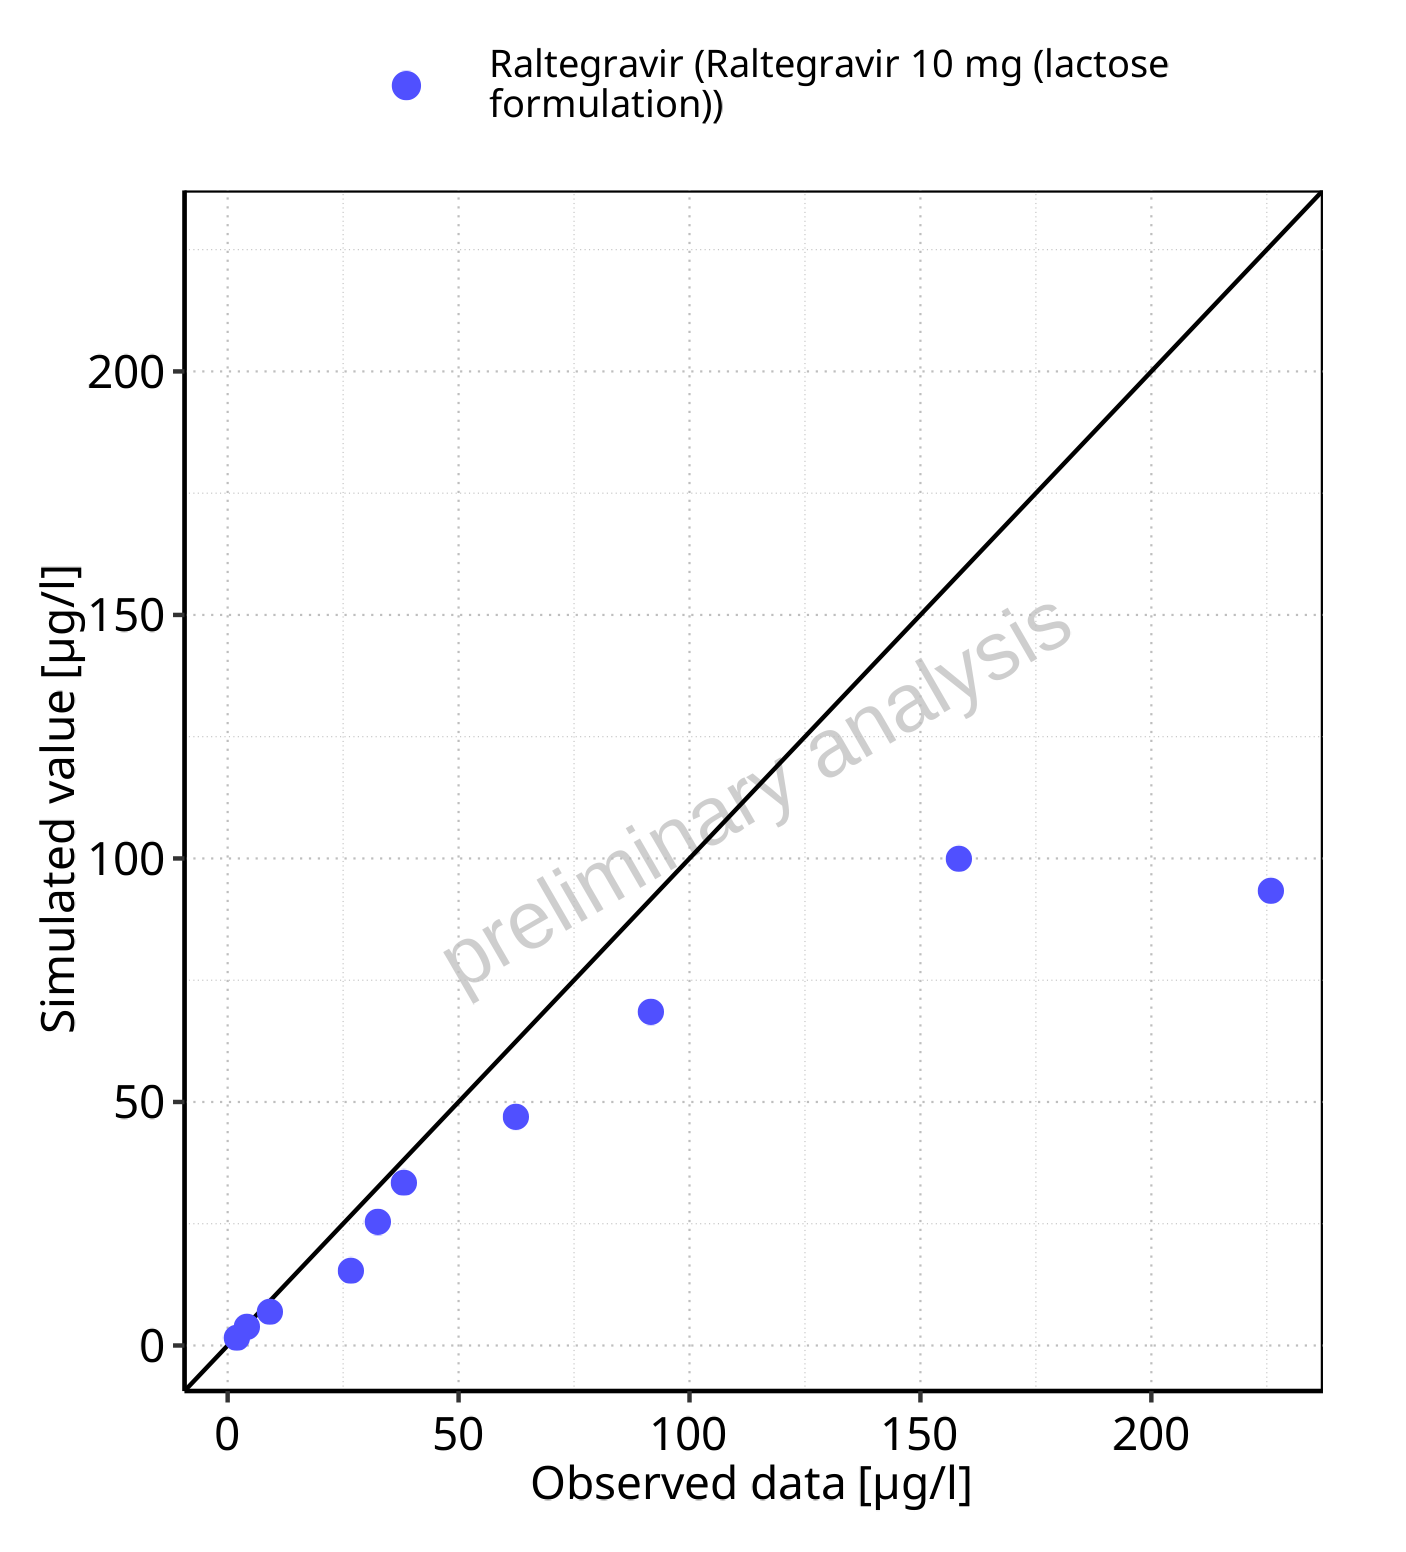 Raltegravir (Raltegravir 10 mg (lactose
formulation))
200
150
100
50
0
Simulated value [µg/l]
preliminary analysis
0 50 100 150 200
Observed data [µg/l]